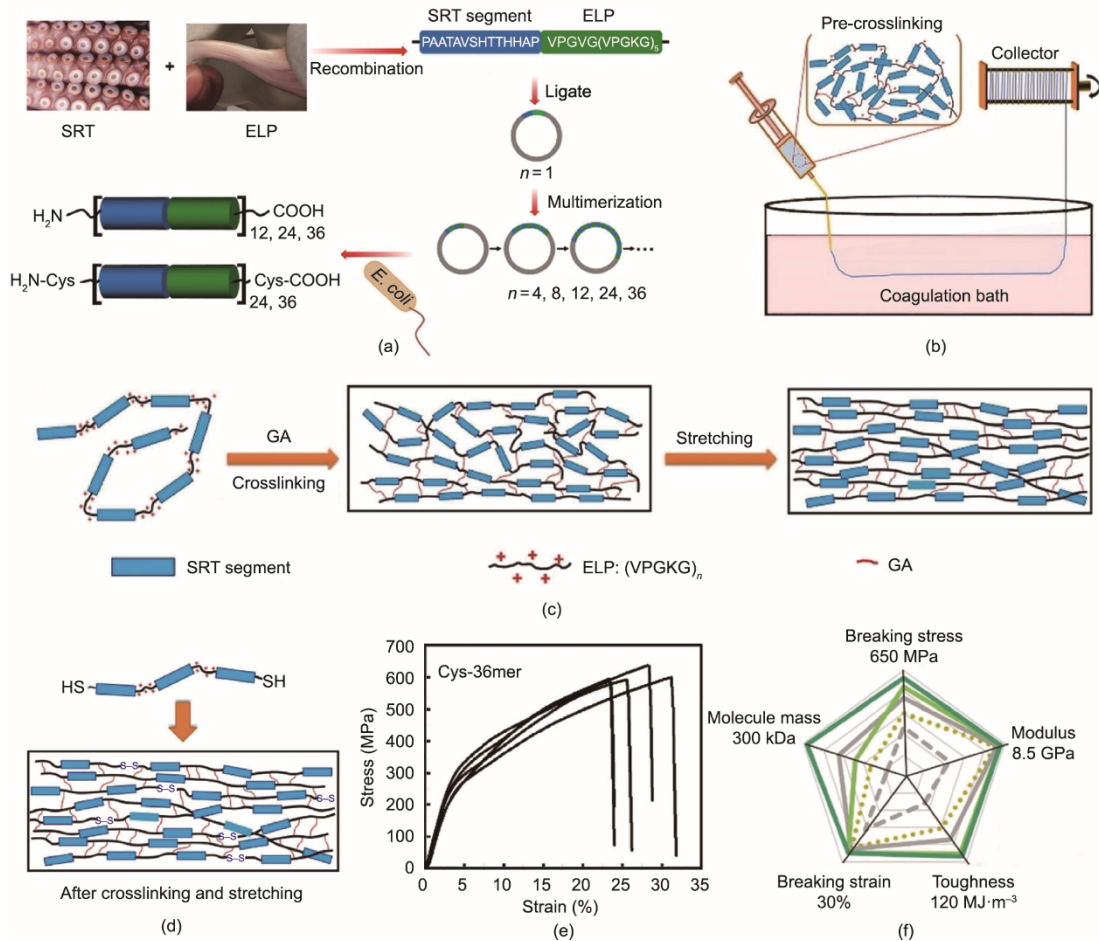 SRT segment
ELP
PAATAVSHTTHHAP VPGVG(VPGKG)5
+
Recombination
SRT
ELP
Ligate
n = 1
Multimerization
n = 4, 8, 12, 24, 36
E. coli
H2N
COOH
12, 24, 36
H2N-Cys
Cys-COOH
24, 36
(a)
Pre-crosslinking
Collector
Coagulation bath
(b)
GA
Crosslinking
Stretching
SRT segment
ELP: (VPGKG)n
GA
(c)
HS
SH
S–S
S–S
S–S
S–S
S–S
S–S
After crosslinking and stretching
(d)
Cys-36mer
Stress (MPa)
700
600
500
400
300
200
100
0
0 5 10 15 20 25 30 35
Strain (%)
(e)
Breaking stress
650 MPa
Molecule mass
300 kDa
Modulus
8.5 GPa
Breaking strain
30%
Toughness
120 MJ·m⁻³
(f)